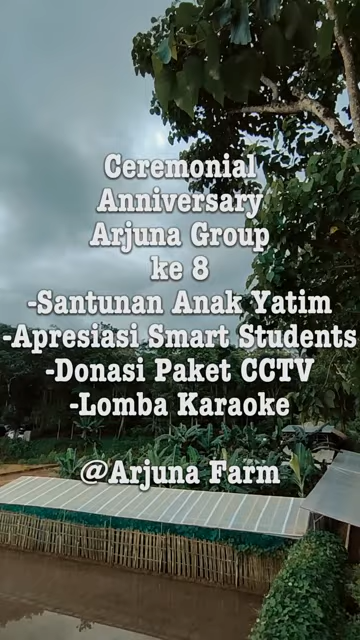 Ceremonial
Anniversary
Arjuna Group
ke 8
-Santunan Anak Yatim
-Apresiasi Smart Students
-Donasi Paket CCTV
-Lomba Karaoke
@Arjuna Farm